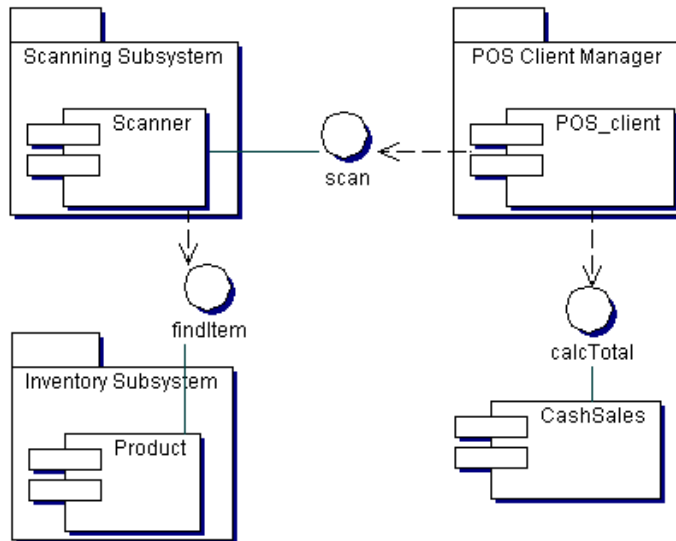 Scanning Subsystem
POS Client Manager
Scanner
POS_client
scan
findItem
calcTotal
Inventory Subsystem
CashSales
Product